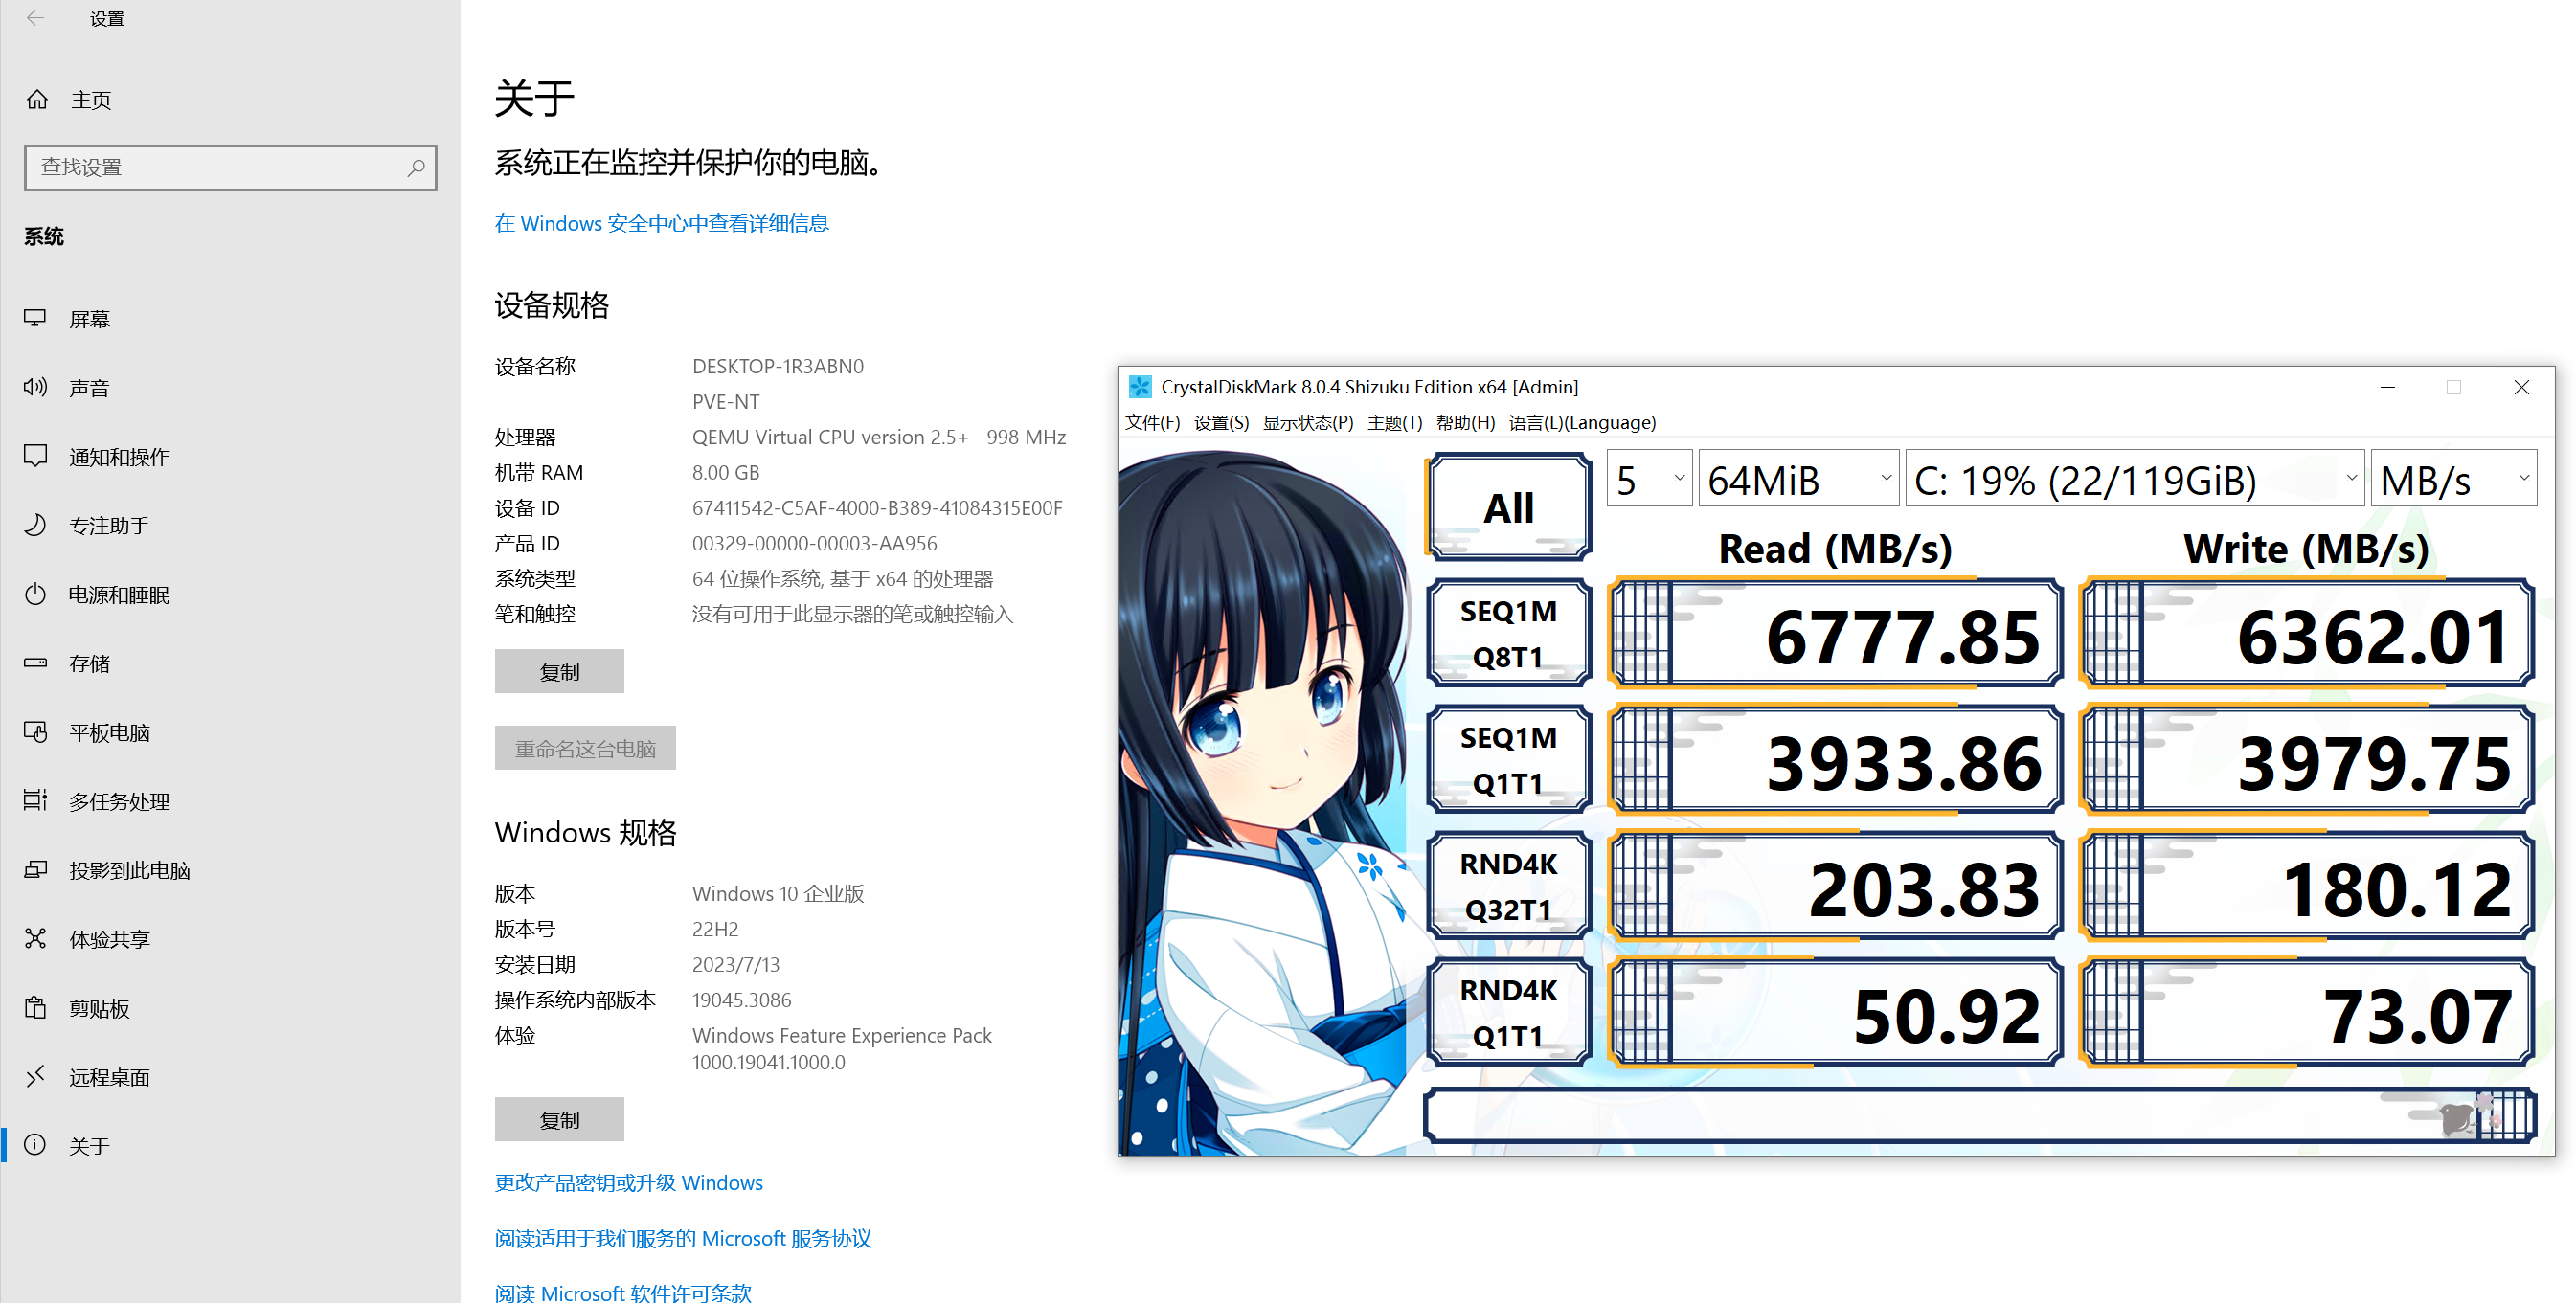 设置
主页
查找设置
系统
屏幕
声音
通知和操作
专注助手
电源和睡眠
存储
平板电脑
多任务处理
投影到此电脑
体验共享
剪贴板
远程桌面
关于
关于
系统正在监控并保护你的电脑。
在 Windows 安全中心中查看详细信息
设备规格
设备名称 DESKTOP-1R3ABN0
PVE-NT
处理器 QEMU Virtual CPU version 2.5+ 998 MHz
机带 RAM 8.00 GB
设备 ID 67411542-C5AF-4000-B389-41084315E00F
产品 ID 00329-00000-00003-AA956
系统类型 64 位操作系统, 基于 x64 的处理器
笔和触控 没有可用于此显示器的笔或触控输入
复制
重命名这台电脑
Windows 规格
版本 Windows 10 企业版
版本号 22H2
安装日期 2023/7/13
操作系统内部版本 19045.3086
体验 Windows Feature Experience Pack
1000.19041.1000.0
复制
更改产品密钥或升级 Windows
阅读适用于我们服务的 Microsoft 服务协议
阅读 Microsoft 软件许可条款
CrystalDiskMark 8.0.4 Shizuku Edition x64 [Admin]
文件(F) 设置(S) 显示状态(P) 主题(T) 帮助(H) 语言(L)(Language)
All 5 64MiB C: 19% (22/119GiB) MB/s
Read (MB/s) Write (MB/s)
SEQ1M
Q8T1
6777.85 6362.01
SEQ1M
Q1T1
3933.86 3979.75
RND4K
Q32T1
203.83 180.12
RND4K
Q1T1
50.92 73.07